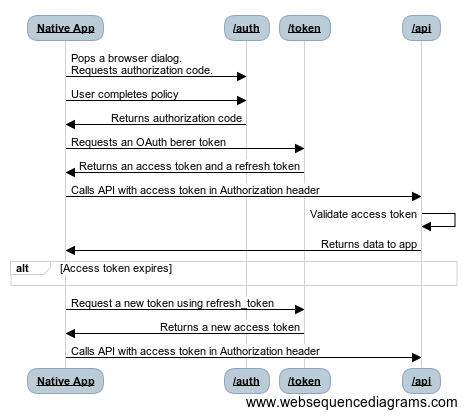 Native App
/auth
/token
/api
Pops a browser dialog.
Requests authorization code.
User completes policy
Returns authorization code
Requests an OAuth berer token
Returns an access token and a refresh token
Calls API with access token in Authorization header
Validate access token
Returns data to app
alt [Access token expires]
Request a new token using refresh_token
Returns a new access token
Calls API with access token in Authorization header
Native App
/auth
/token
/api
www.websequencediagrams.com